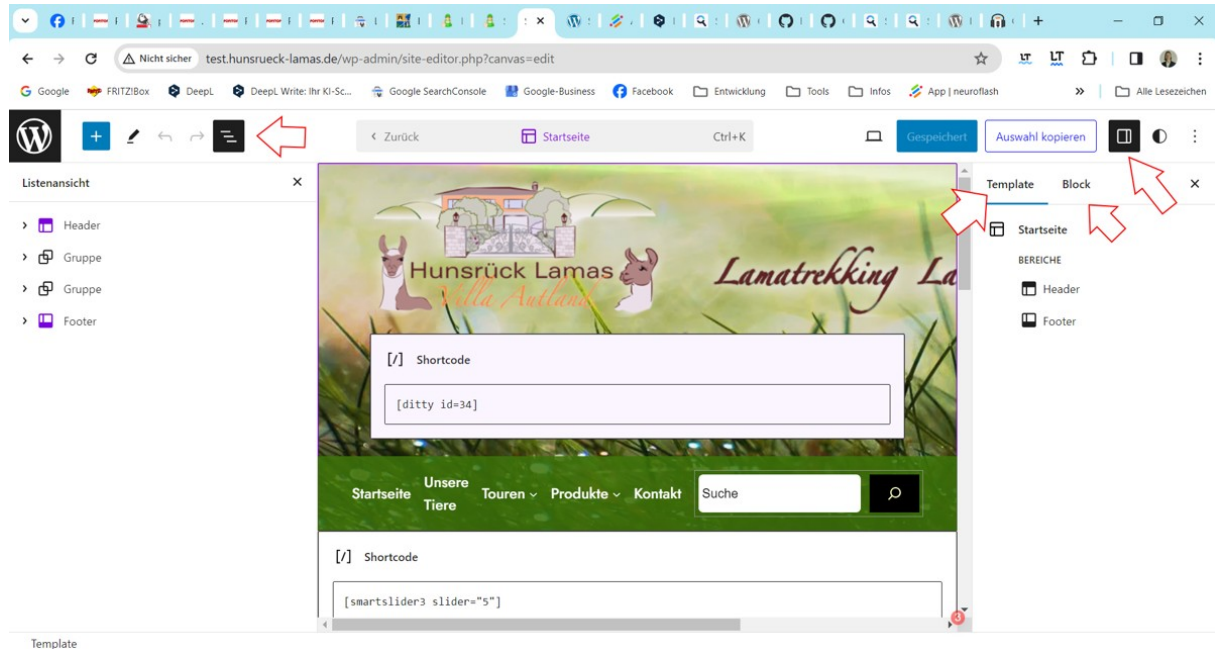 Nicht sicher test.hunsrueck-lamas.de/wp-admin/site-editor.php?canvas=edit
Google FRITZ!Box DeepL DeepL Write: Ihr KI-Sc... Google SearchConsole Google-Business Facebook Entwicklung Tools Infos App | neuroflash » Alle Lesezeichen
Zurück Startseite Ctrl+K Gespeichert Auswahl kopieren
Listenansicht
Header
Gruppe
Gruppe
Footer
Hunsrück Lamas
Villa Autland
Lamatrekking La
[/] Shortcode
[ditty id=34]
Startseite Unsere Tiere Touren Produkte Kontakt Suche
[/] Shortcode
[smartslider3 slider="5"]
3
Template Block
Startseite
BEREICHE
Header
Footer
Template